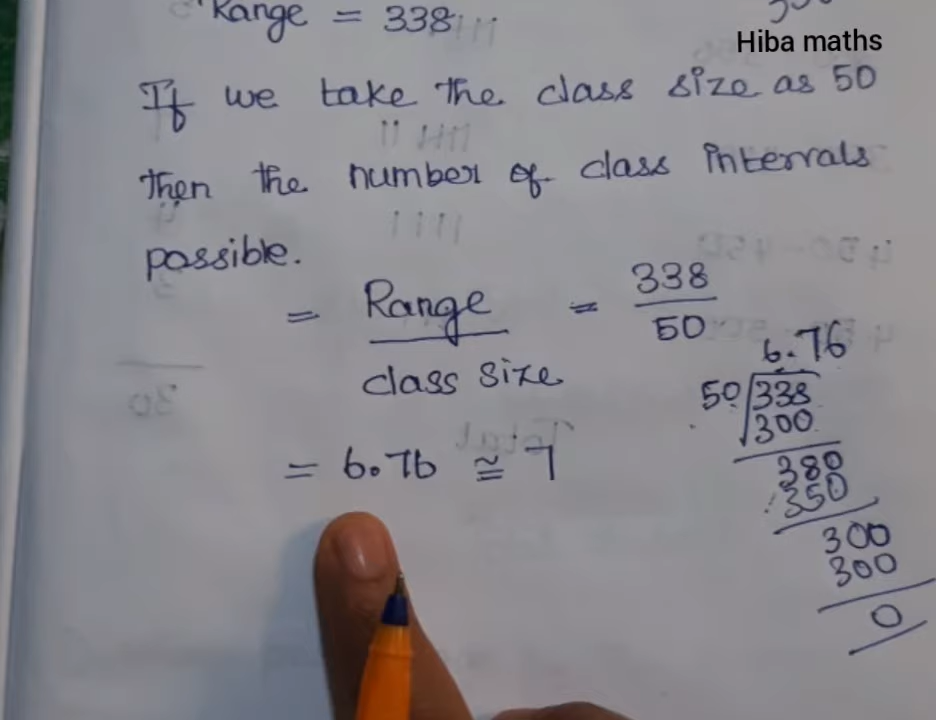 Range = 338
Hiba maths
If we take the class size as 50
then the number of class intervals
possible.
= Range / class size = 338 / 50
= 6.76 ≅ 7
6.76
50 338
300
380
350
300
300
0